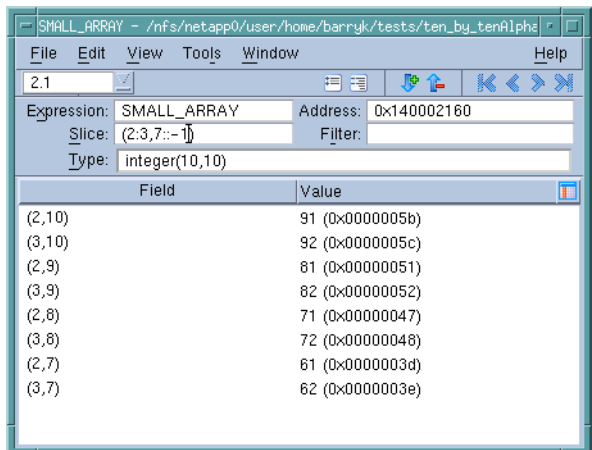 SMALL_ARRAY - /nfs/netapp0/user/home/barryk/tests/ten_by_tenAlpha
File Edit View Tools Window Help
2.1
Expression: SMALL_ARRAY Address: 0x140002160
Slice: (2:3,7::-1) Filter:
Type: integer(10,10)
Field Value
(2,10) 91 (0x0000005b)
(3,10) 92 (0x0000005c)
(2,9) 81 (0x00000051)
(3,9) 82 (0x00000052)
(2,8) 71 (0x00000047)
(3,8) 72 (0x00000048)
(2,7) 61 (0x0000003d)
(3,7) 62 (0x0000003e)